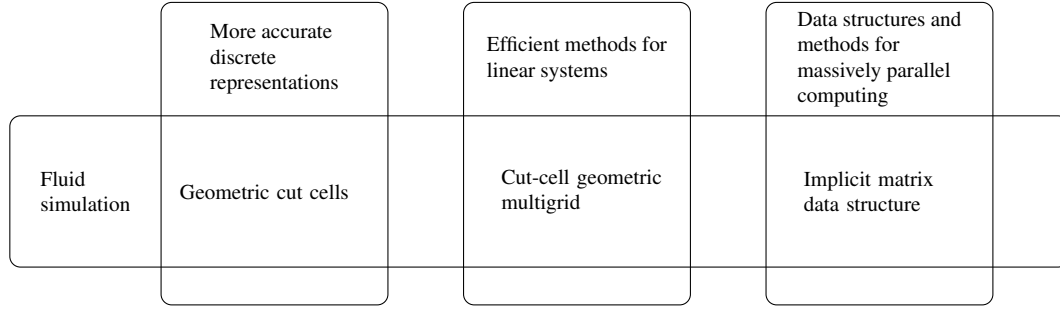 More accurate
discrete
representations
Efficient methods for
linear systems
Data structures and
methods for
massively parallel
computing
Fluid
simulation
Geometric cut cells
Cut-cell geometric
multigrid
Implicit matrix
data structure